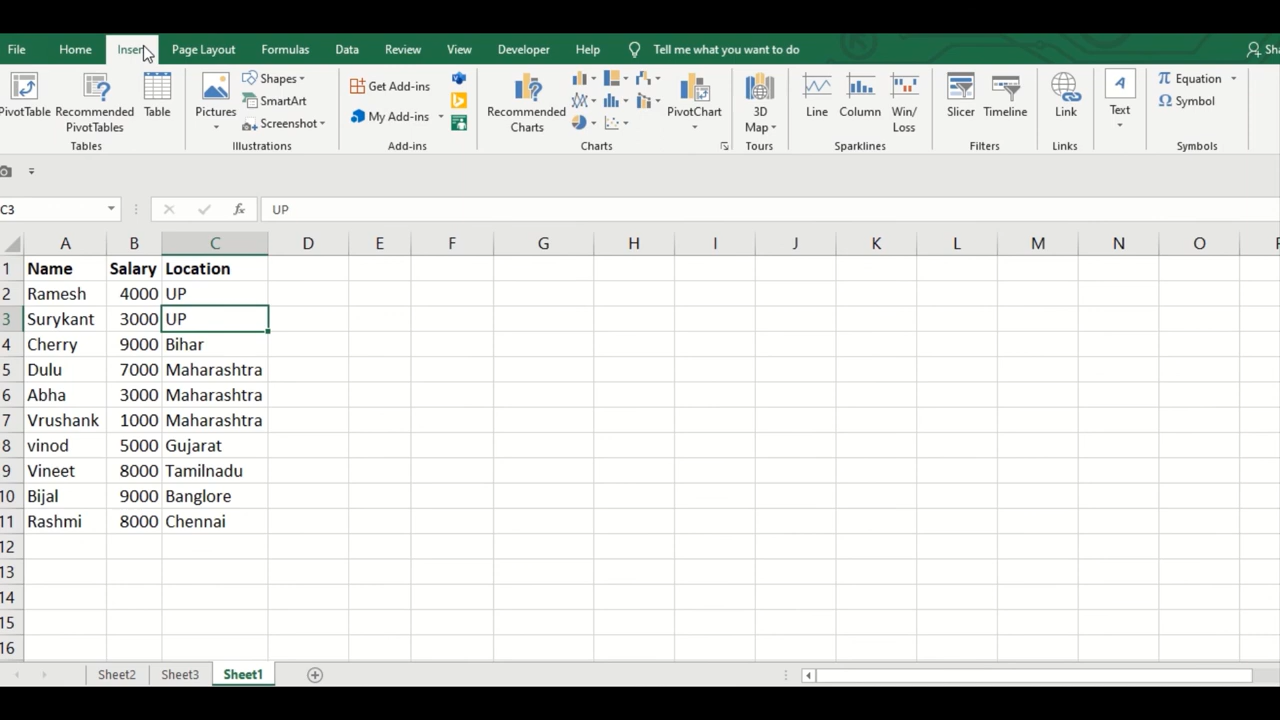 File Home Insert Page Layout Formulas Data Review View Developer Help Tell me what you want to do
PivotTable Recommended PivotTables Table
Tables
Pictures Shapes SmartArt Screenshot
Illustrations
Get Add-ins
My Add-ins
Add-ins
Recommended Charts
PivotChart
Charts
3D Map
Tours
Line Column Win/Loss
Sparklines
Slicer Timeline
Filters
Link
Links
Text
Equation
Symbol
Symbols
C3 fx UP
A B C D E F G H I J K L M N O
1 Name Salary Location
2 Ramesh 4000 UP
3 Surykant 3000 UP
4 Cherry 9000 Bihar
5 Dulu 7000 Maharashtra
6 Abha 3000 Maharashtra
7 Vrushank 1000 Maharashtra
8 vinod 5000 Gujarat
9 Vineet 8000 Tamilnadu
10 Bijal 9000 Banglore
11 Rashmi 8000 Chennai
12
13
14
15
16
Sheet2 Sheet3 Sheet1